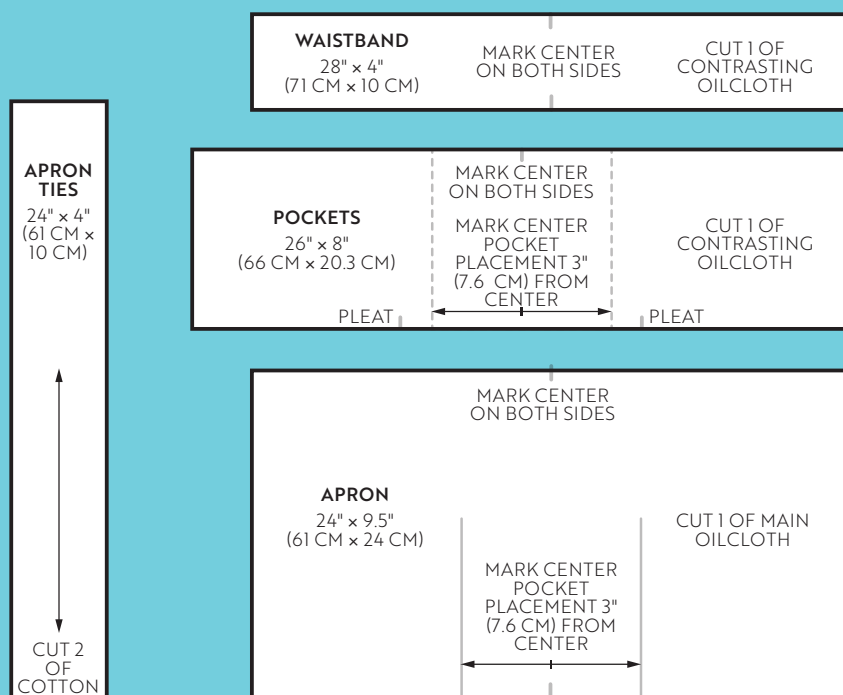 WAISTBAND
28" × 4"
(71 CM × 10 CM)
MARK CENTER
ON BOTH SIDES
CUT 1 OF
CONTRASTING
OILCLOTH
APRON
TIES
24" × 4"
(61 CM ×
10 CM)
CUT 2
OF
COTTON
POCKETS
26" × 8"
(66 CM × 20.3 CM)
MARK CENTER
ON BOTH SIDES
MARK CENTER
POCKET
PLACEMENT 3"
(7.6 CM) FROM
CENTER
CUT 1 OF
CONTRASTING
OILCLOTH
PLEAT
PLEAT
MARK CENTER
ON BOTH SIDES
APRON
24" × 9.5"
(61 CM × 24 CM)
CUT 1 OF MAIN
OILCLOTH
MARK CENTER
POCKET
PLACEMENT 3"
(7.6 CM) FROM
CENTER